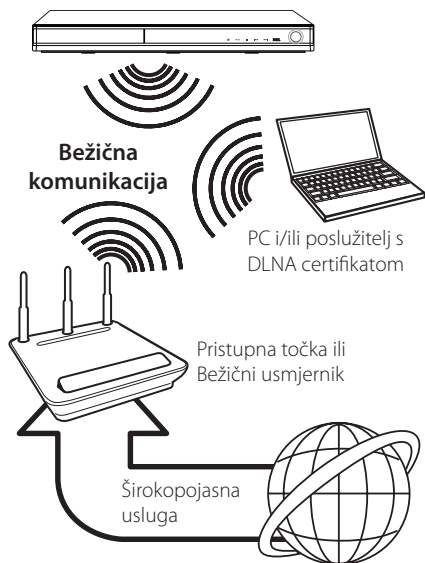 Bežična
komunikacija
PC i/ili poslužitelj s
DLNA certifikatom
Pristupna točka ili
Bežični usmjernik
Širokopojasna
usluga